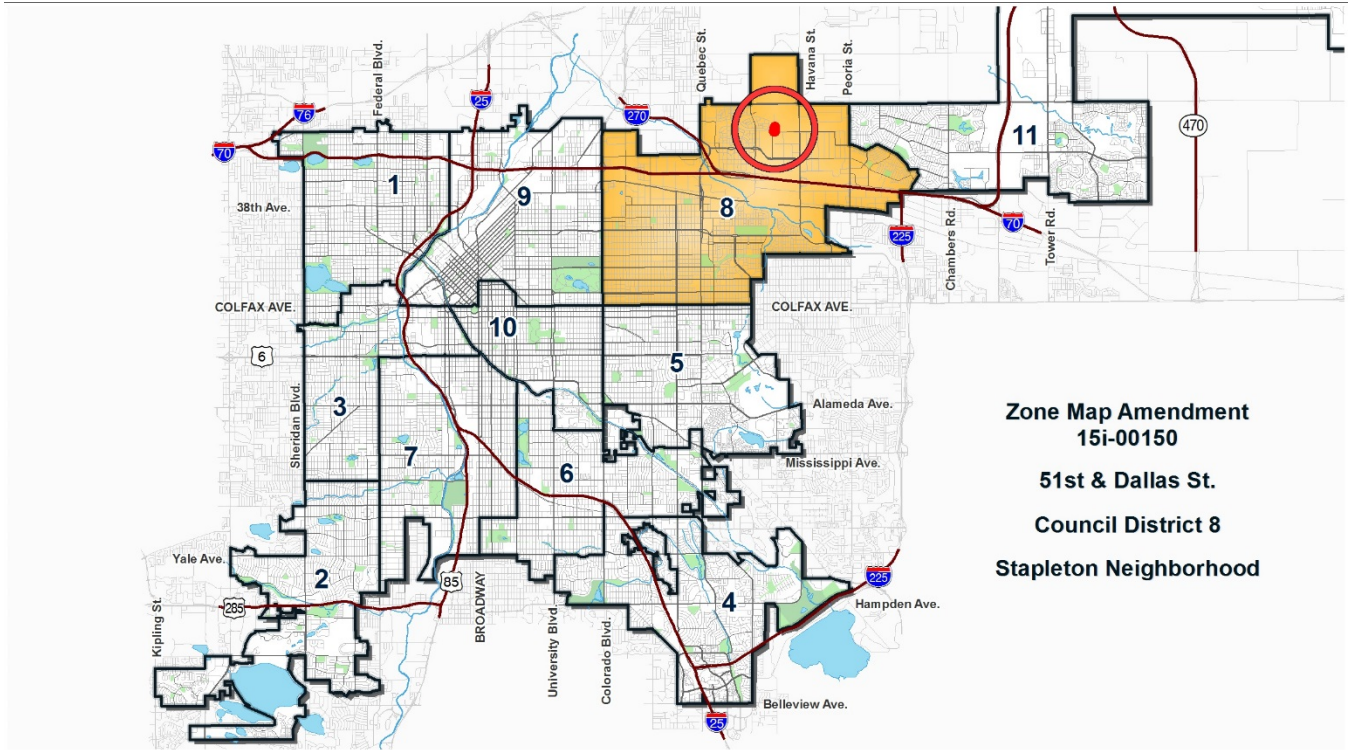 Federal Blvd.
Quebec St.
Havana St.
Peoria St.
25
76
270
470
70
11
1
9
8
38th Ave.
225
Chambers Rd.
70
Tower Rd.
COLFAX AVE.
COLFAX AVE.
10
6
5
Sheridan Blvd.
3
Alameda Ave.
7
Mississippi Ave.
6
Yale Ave.
2
85
285
225
4
Hampden Ave.
Kipling St.
BROADWAY
University Blvd.
Colorado Blvd.
Belleview Ave.
25
Zone Map Amendment
15i-00150
51st & Dallas St.
Council District 8
Stapleton Neighborhood